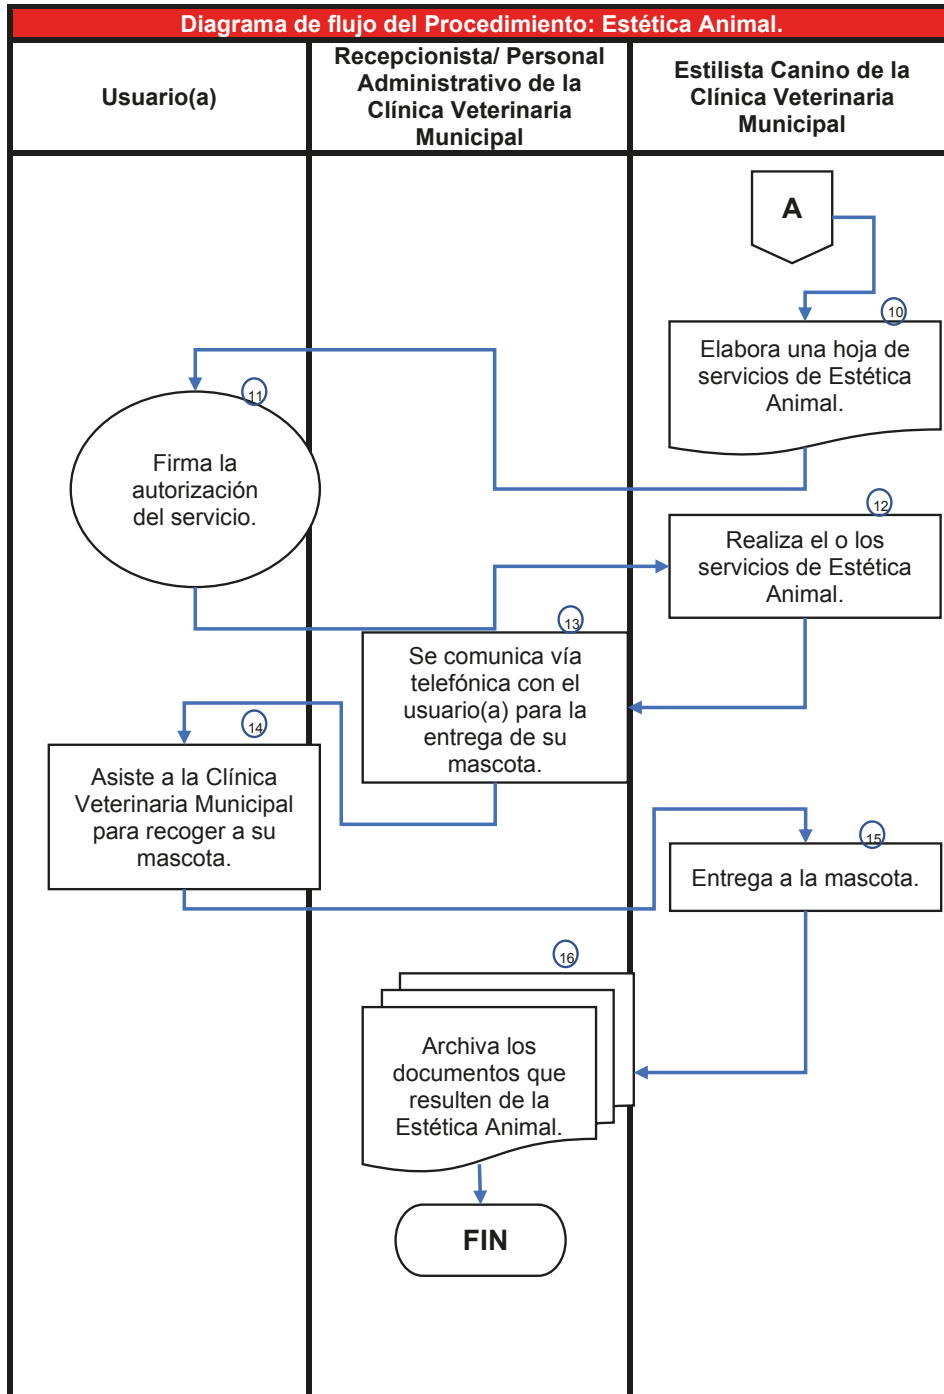 Diagrama de flujo del Procedimiento: Estética Animal.
Usuario(a)
Recepcionista/ Personal
Administrativo de la
Clínica Veterinaria
Municipal
Estilista Canino de la
Clínica Veterinaria
Municipal
A
10
Elabora una hoja de
servicios de Estética
Animal.
11
Firma la
autorización
del servicio.
12
Realiza el o los
servicios de Estética
Animal.
13
Se comunica vía
telefónica con el
usuario(a) para la
entrega de su
mascota.
14
Asiste a la Clínica
Veterinaria Municipal
para recoger a su
mascota.
15
Entrega a la mascota.
16
Archiva los
documentos que
resulten de la
Estética Animal.
FIN